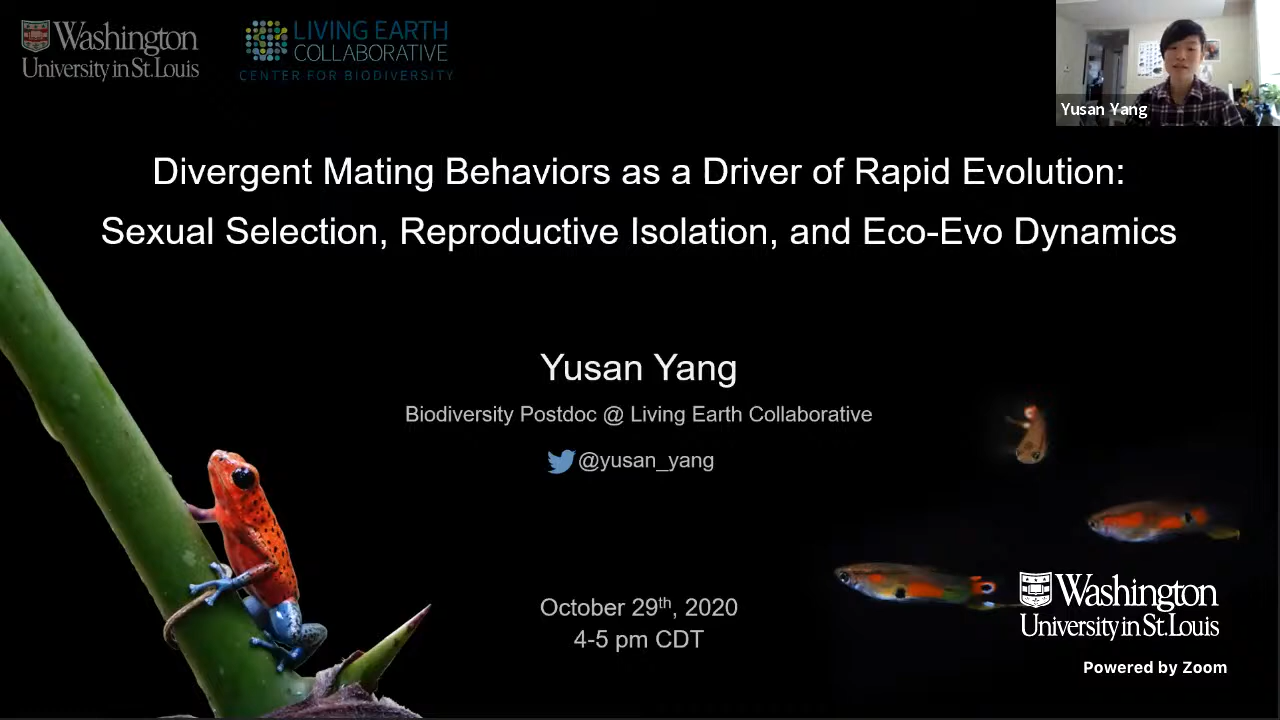 Washington
University in St. Louis
LIVING EARTH
COLLABORATIVE
CENTER FOR BIODIVERSITY
Yusan Yang
Divergent Mating Behaviors as a Driver of Rapid Evolution:
Sexual Selection, Reproductive Isolation, and Eco-Evo Dynamics
Yusan Yang
Biodiversity Postdoc @ Living Earth Collaborative
@yusan_yang
October 29th, 2020
4-5 pm CDT
Washington
University in St. Louis
Powered by Zoom